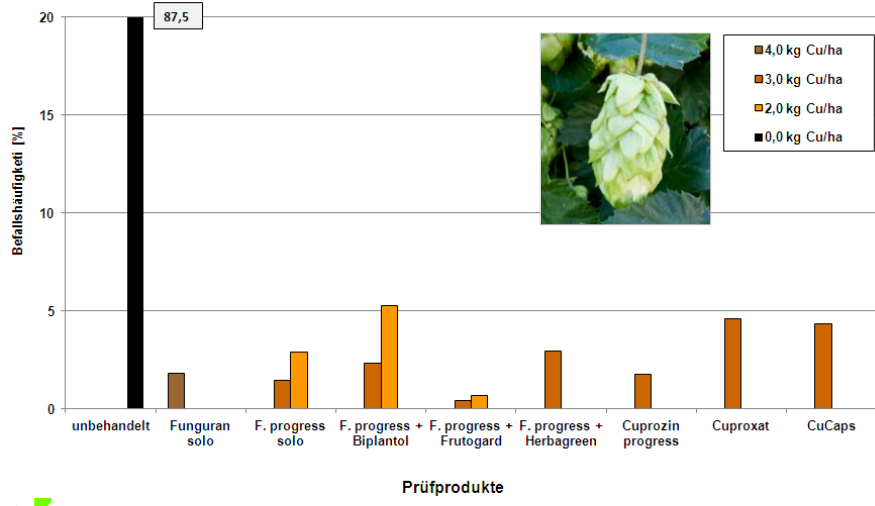 20
87,5
4,0 kg Cu/ha
3,0 kg Cu/ha
2,0 kg Cu/ha
0,0 kg Cu/ha
15
10
5
0
Befallshäufigketi [%]
unbehandelt
Funguran
solo
F. progress
solo
F. progress +
Biplantol
F. progress +
Frutogard
F. progress +
Herbagreen
Cuprozin
progress
Cuproxat
CuCaps
Prüfprodukte